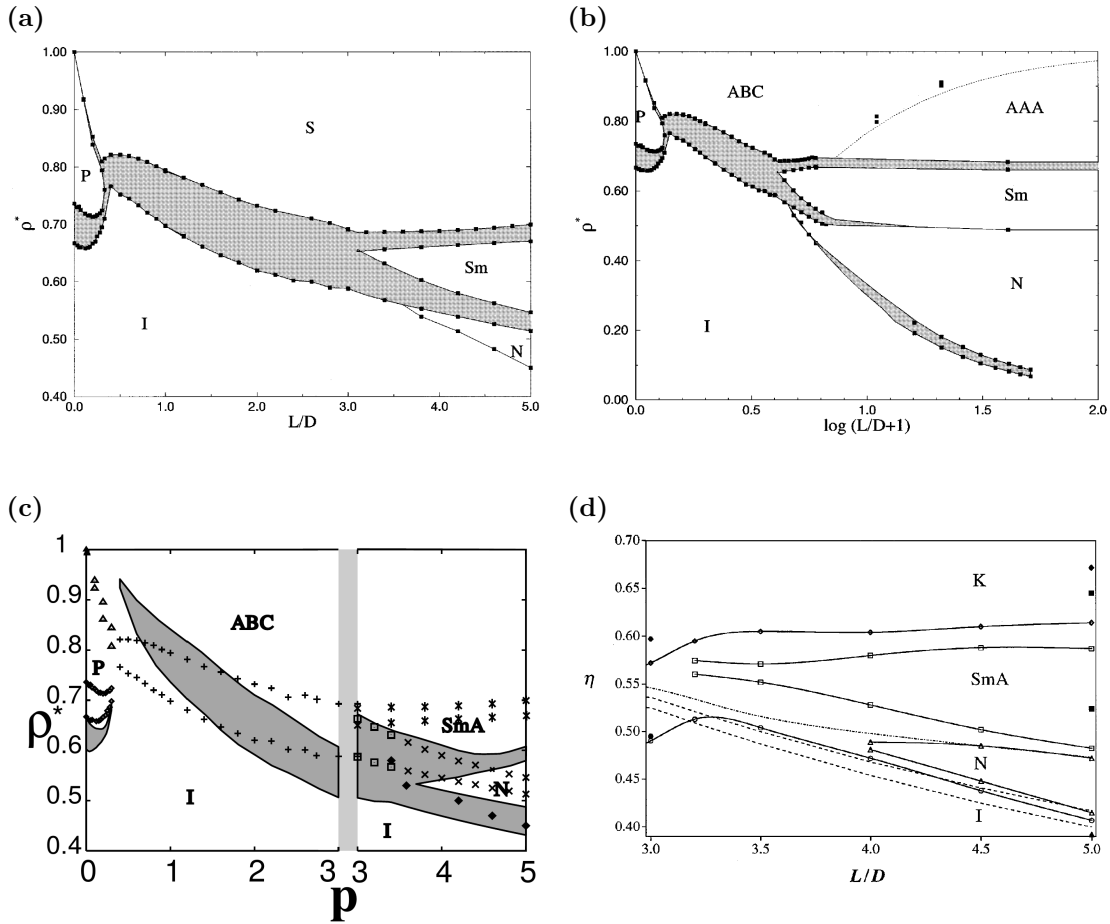 (a)
1.00
0.90
0.80
0.70
0.60
0.50
0.40
ρ*
S
P
Sm
I
N
0.0 1.0 2.0 3.0 4.0 5.0
L/D
(b)
1.00
0.80
0.60
0.40
0.20
0.00
ρ*
ABC
AAA
P
Sm
N
I
0.0 0.5 1.0 1.5 2.0
log (L/D+1)
(c)
1
0.9
0.8
0.7
0.6
0.5
0.4
ρ*
ABC
P
SmA
I
N
I
0 1 2 3 3 4 5
p
(d)
0.70
0.65
0.60
0.55
0.50
0.45
0.40
η
K
SmA
N
I
3.0 3.5 4.0 4.5 5.0
L/D